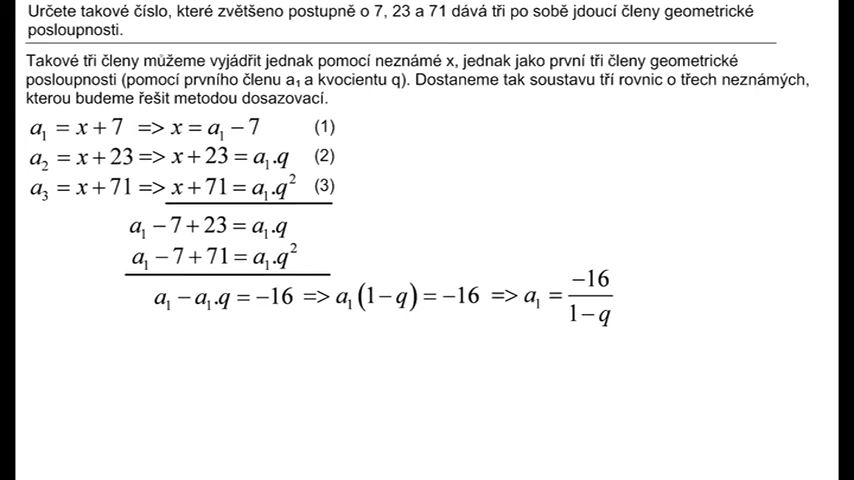 Určete takové číslo, které zvětšeno postupně o 7, 23 a 71 dává tři po sobě jdoucí členy geometrické
posloupnosti.
Takové tři členy můžeme vyjádřit jednak pomocí neznámé x, jednak jako první tři členy geometrické
posloupnosti (pomocí prvního členu a₁ a kvocientu q). Dostaneme tak soustavu tří rovnic o třech neznámých,
kterou budeme řešit metodou dosazovací.
a₁ = x + 7 => x = a₁ − 7 (1)
a₂ = x + 23 => x + 23 = a₁.q (2)
a₃ = x + 71 => x + 71 = a₁.q² (3)
a₁ − 7 + 23 = a₁.q
a₁ − 7 + 71 = a₁.q²
a₁ − a₁.q = −16 => a₁(1 − q) = −16 => a₁ = −16 / (1 − q)